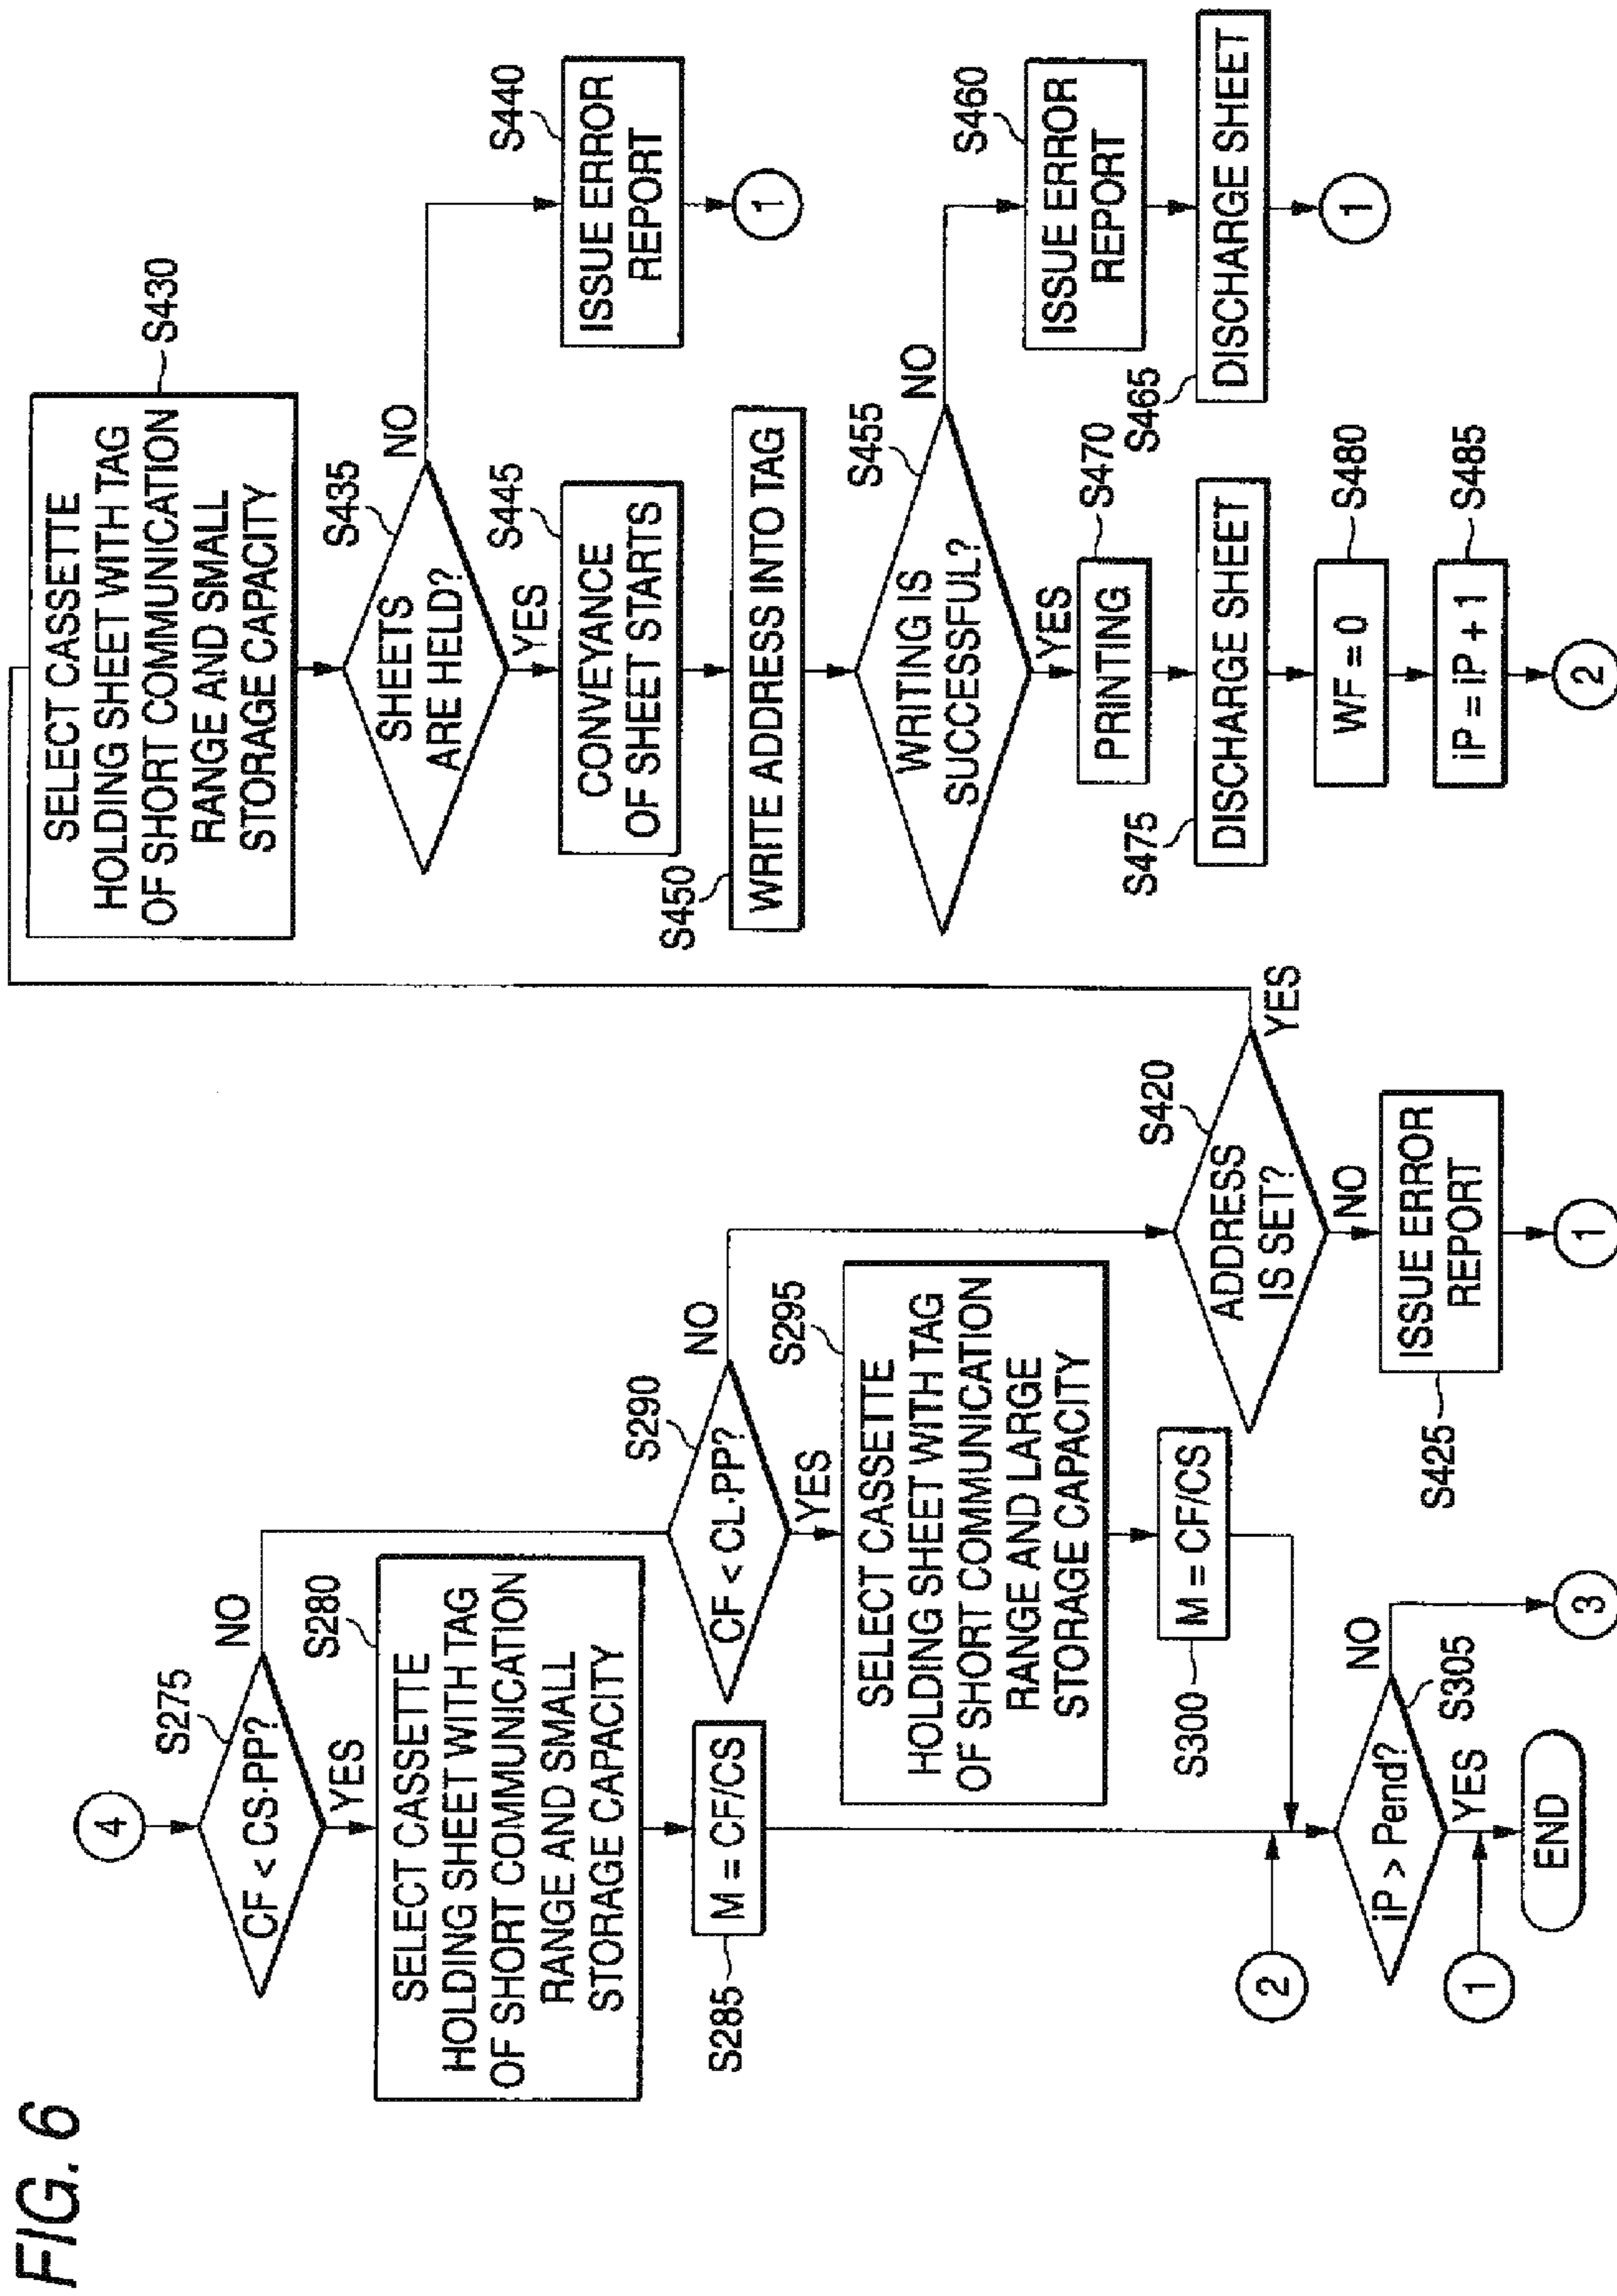 FIG. 6
4
CF < CS·PP?
S275
NO
YES
S280
SELECT CASSETTE
HOLDING SHEET WITH TAG
OF SHORT COMMUNICATION
RANGE AND SMALL
STORAGE CAPACITY
S285
M = CF/CS
CF < CL·PP?
S290
NO
YES
S295
SELECT CASSETTE
HOLDING SHEET WITH TAG
OF SHORT COMMUNICATION
RANGE AND LARGE
STORAGE CAPACITY
S300
M = CF/CS
2
iP > Pend?
S305
NO
3
YES
1
END
ADDRESS
IS SET?
S420
YES
NO
S425
ISSUE ERROR
REPORT
1
SELECT CASSETTE
HOLDING SHEET WITH TAG
OF SHORT COMMUNICATION
RANGE AND SMALL
STORAGE CAPACITY
S430
SHEETS
ARE HELD?
S435
NO
YES
S440
ISSUE ERROR
REPORT
1
S445
CONVEYANCE
OF SHEET STARTS
S450
WRITE ADDRESS INTO TAG
WRITING IS
SUCCESSFUL?
S455
NO
YES
S460
ISSUE ERROR
REPORT
S465
DISCHARGE SHEET
1
PRINTING
S470
S475
DISCHARGE SHEET
WF = 0
S480
iP = iP + 1
S485
2